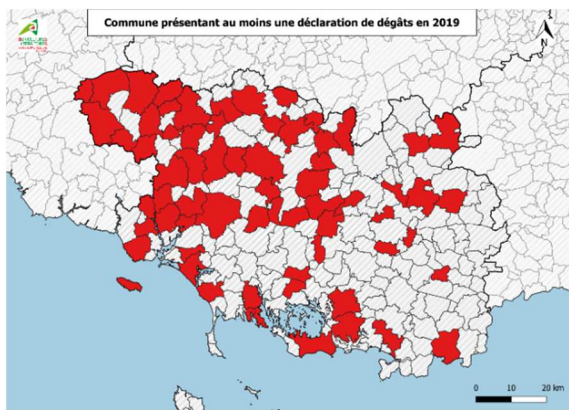 Commune présentant au moins une déclaration de dégâts en 2019
N
0 10 20 km